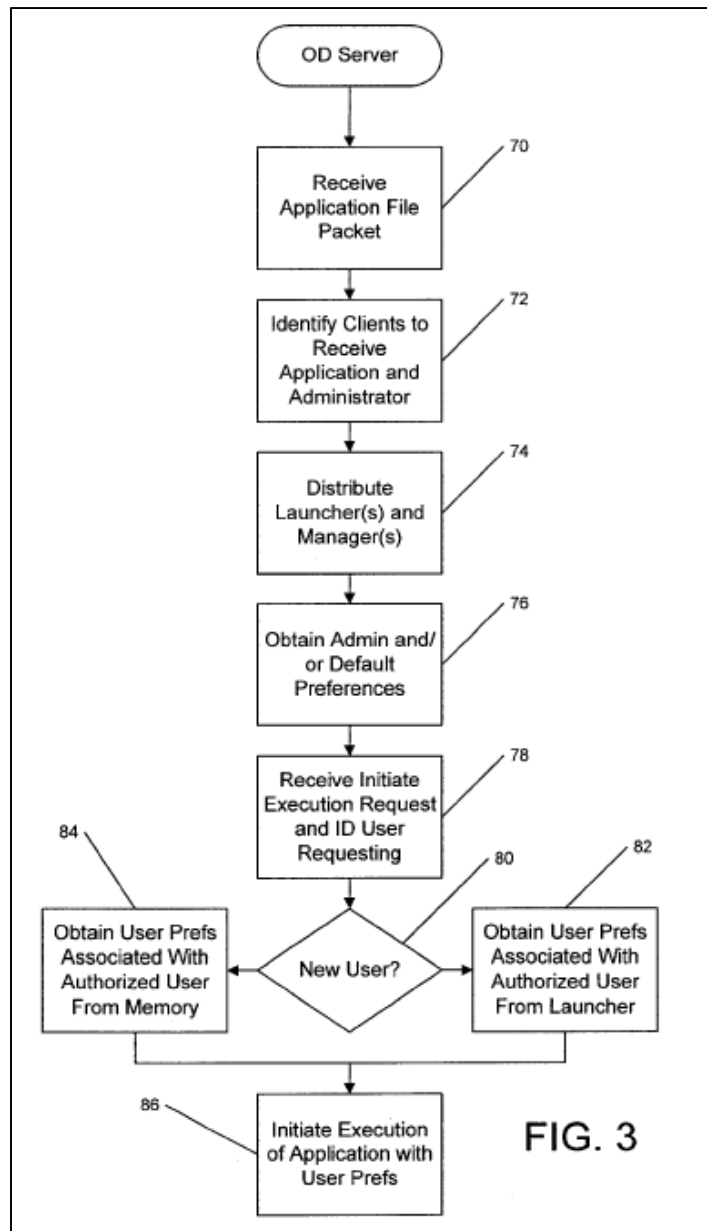 OD Server
70
Receive
Application File
Packet
72
Identify Clients to
Receive
Application and
Administrator
74
Distribute
Launcher(s) and
Manager(s)
76
Obtain Admin and/
or Default
Preferences
78
Receive Initiate
Execution Request
and ID User
Requesting
84
80
82
Obtain User Prefs
Associated With
Authorized User
From Memory
New User?
Obtain User Prefs
Associated With
Authorized User
From Launcher
86
Initiate Execution
of Application with
User Prefs
FIG. 3